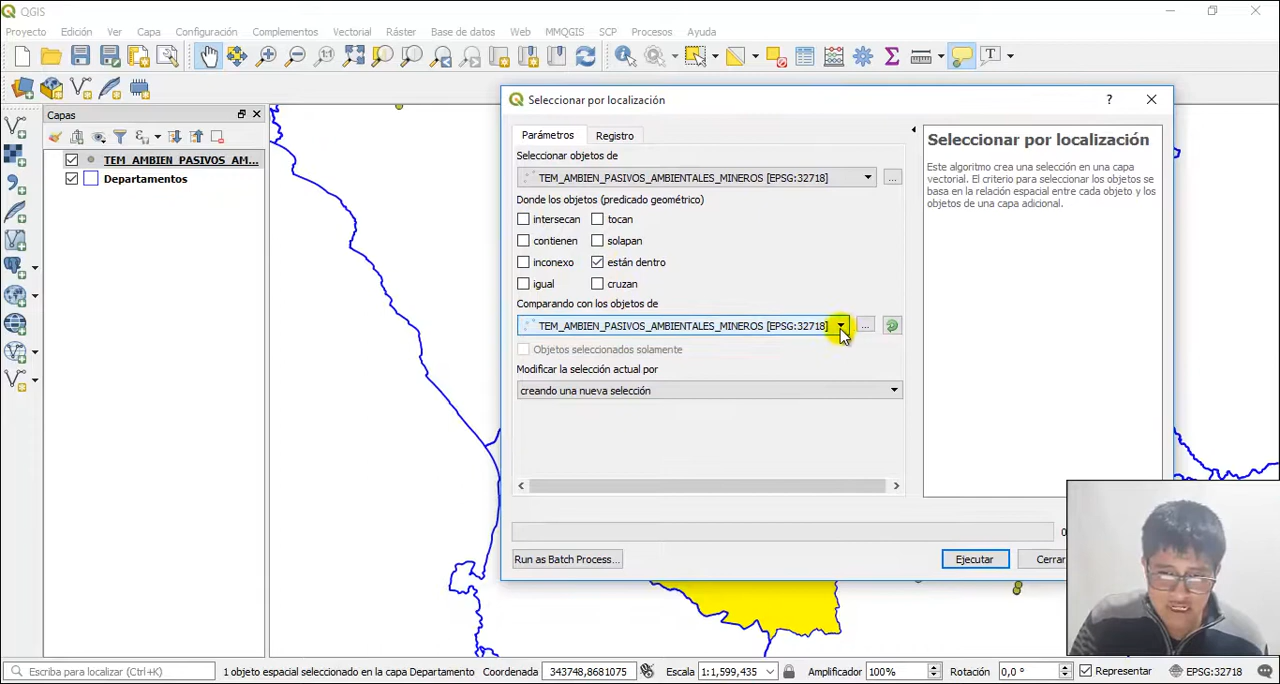 QGIS
Proyecto Edición Ver Capa Configuración Complementos Vectorial Ráster Base de datos Web MMQGIS SCP Procesos Ayuda
Capas
TEM_AMBIEN_PASIVOS_AM...
Departamentos
Seleccionar por localización
?
Parámetros Registro
Seleccionar objetos de
TEM_AMBIEN_PASIVOS_AMBIENTALES_MINEROS [EPSG:32718]
...
Donde los objetos (predicado geométrico)
intersecan tocan
contienen solapan
inconexo están dentro
igual cruzan
Comparando con los objetos de
TEM_AMBIEN_PASIVOS_AMBIENTALES_MINEROS [EPSG:32718]
...
Objetos seleccionados solamente
Modificar la selección actual por
creando una nueva selección
Run as Batch Process...
Ejecutar
Cerrar
Seleccionar por localización
Este algoritmo crea una selección en una capa
vectorial. El criterio para seleccionar los objetos se
basa en la relación espacial entre cada objeto y los
objetos de una capa adicional.
Escriba para localizar (Ctrl+K) 1 objeto espacial seleccionado en la capa Departamento Coordenada 343748,8681075 Escala 1:1,599,435 Amplificador 100% Rotación 0,0 ° Representar EPSG:32718